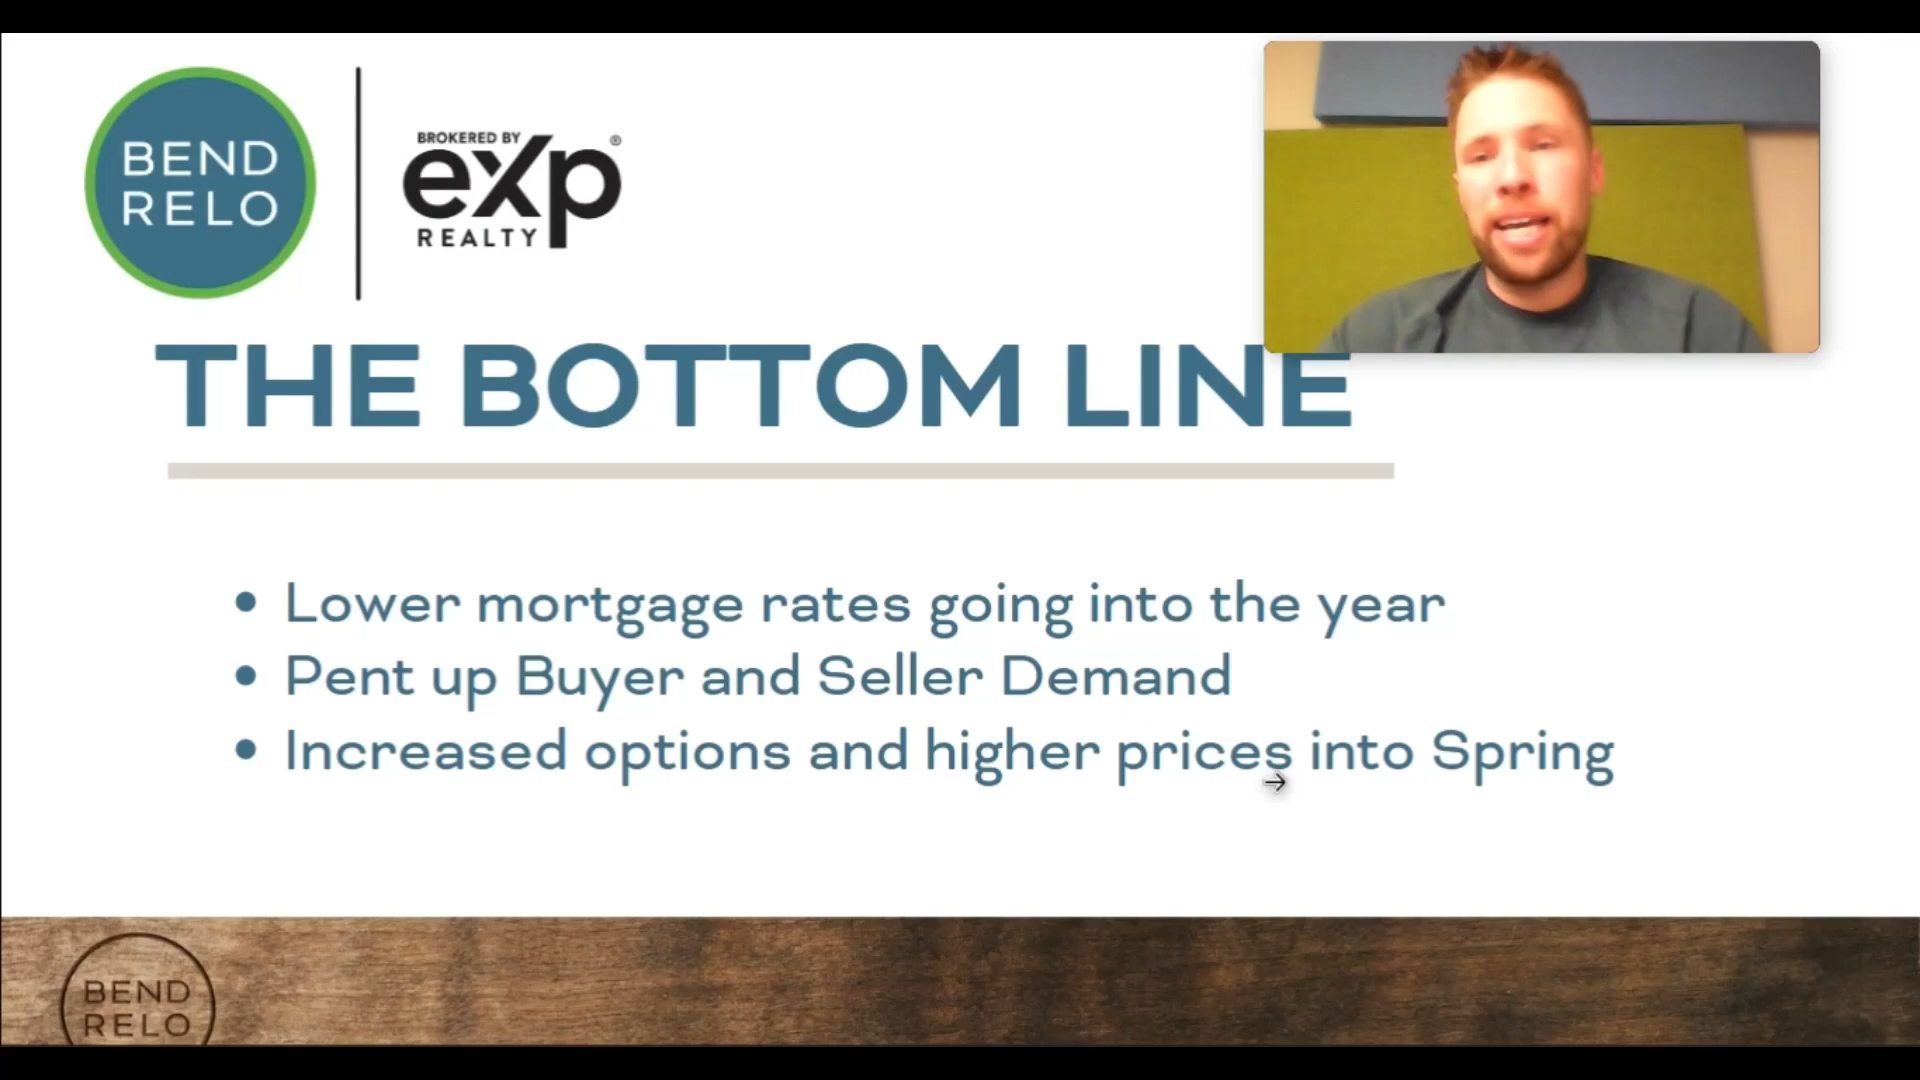 BEND
RELO
BROKERED BY
eXp®
REALTY
THE BOTTOM LINE
• Lower mortgage rates going into the year
• Pent up Buyer and Seller Demand
• Increased options and higher prices into Spring
BEND
RELO